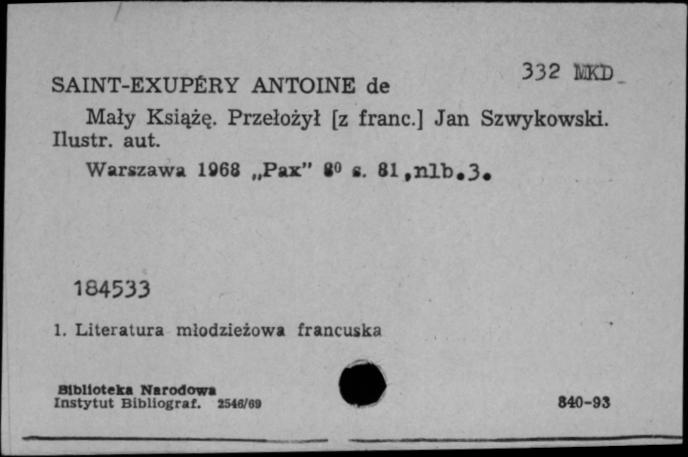 332 MKD
SAINT-EXUPÉRY ANTOINE de
Mały Książę. Przełożył [z franc.] Jan Szwykowski.
Ilustr. aut.
Warszawa 1968 „Pax” 8⁰ s. 81,nlb.3.
184533
1. Literatura młodzieżowa francuska
Biblioteka Narodowa
Instytut Bibliograf. 2546/69
840-93